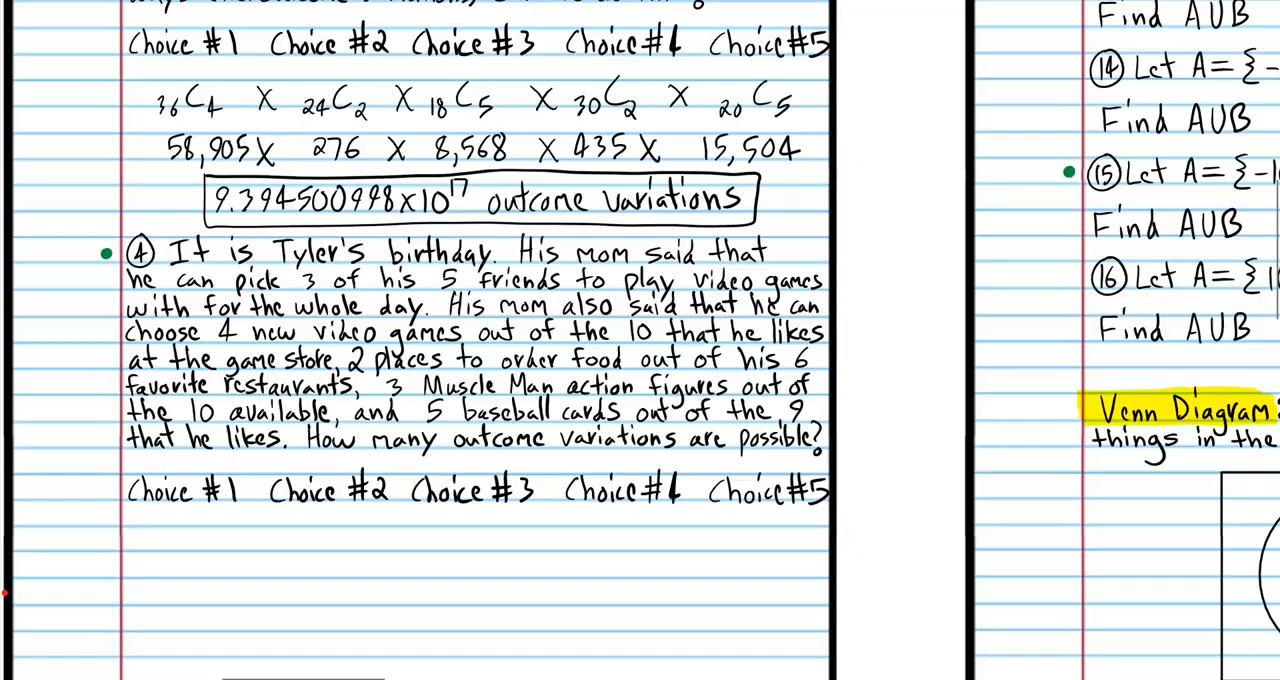 Choice #1 Choice #2 Choice #3 Choice #4 Choice #5
36C4 X 24C2 X 18C5 X 30C2 X 20C5
58,905 X 276 X 8,568 X 435 X 15,504
9.394500998X10^17 outcome variations
④ It is Tyler's birthday. His mom said that
he can pick 3 of his 5 friends to play video games
with for the whole day. His mom also said that he can
choose 4 new video games out of the 10 that he likes
at the game store, 2 places to order food out of his 6
favorite restaurants, 3 Muscle Man action figures out of
the 10 available, and 5 baseball cards out of the 9
that he likes. How many outcome variations are possible?
Choice #1 Choice #2 Choice #3 Choice #4 Choice #5
Find AUB
⑭ Let A={-
Find AUB
⑮ Let A={-1
Find AUB
⑯ Let A={1
Find AUB
Venn Diagram:
things in the